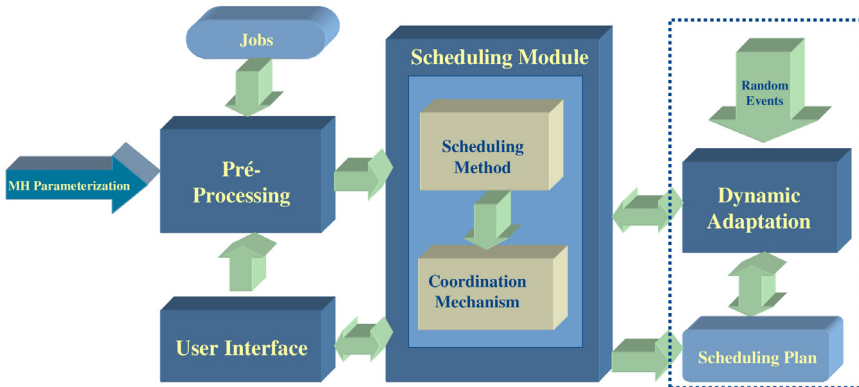 Jobs
Scheduling Module
Random
Events
Scheduling
Method
MH Parameterization
Pré-
Processing
Dynamic
Adaptation
Coordination
Mechanism
User Interface
Scheduling Plan